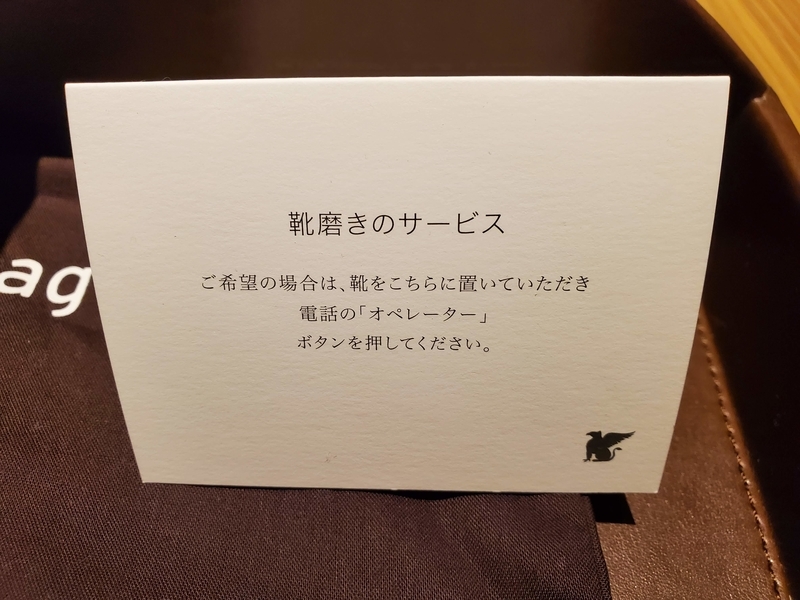 靴磨きのサービス
ご希望の場合は、靴をこちらに置いていただき
電話の「オペレーター」
ボタンを押してください。
ag